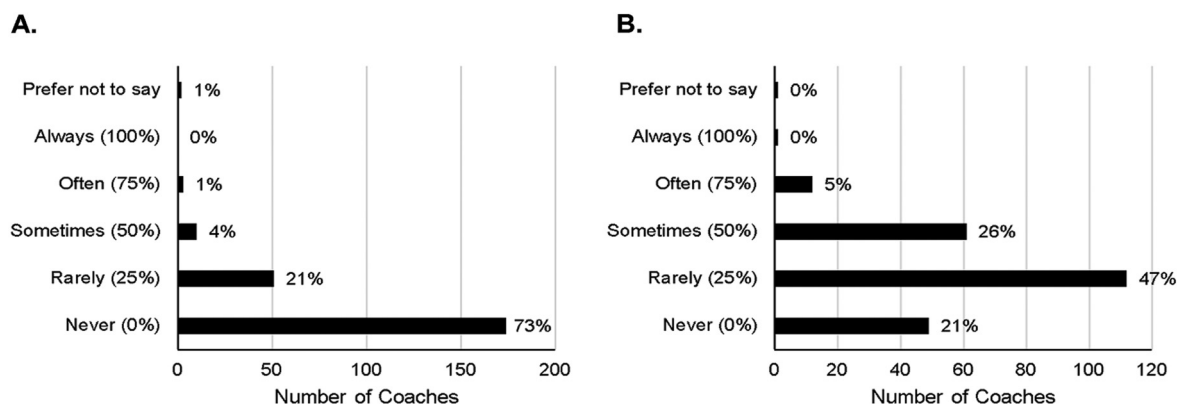 A.
Prefer not to say 1%
Always (100%) 0%
Often (75%) 1%
Sometimes (50%) 4%
Rarely (25%) 21%
Never (0%) 73%
0 50 100 150 200
Number of Coaches
B.
Prefer not to say 0%
Always (100%) 0%
Often (75%) 5%
Sometimes (50%) 26%
Rarely (25%) 47%
Never (0%) 21%
0 20 40 60 80 100 120
Number of Coaches